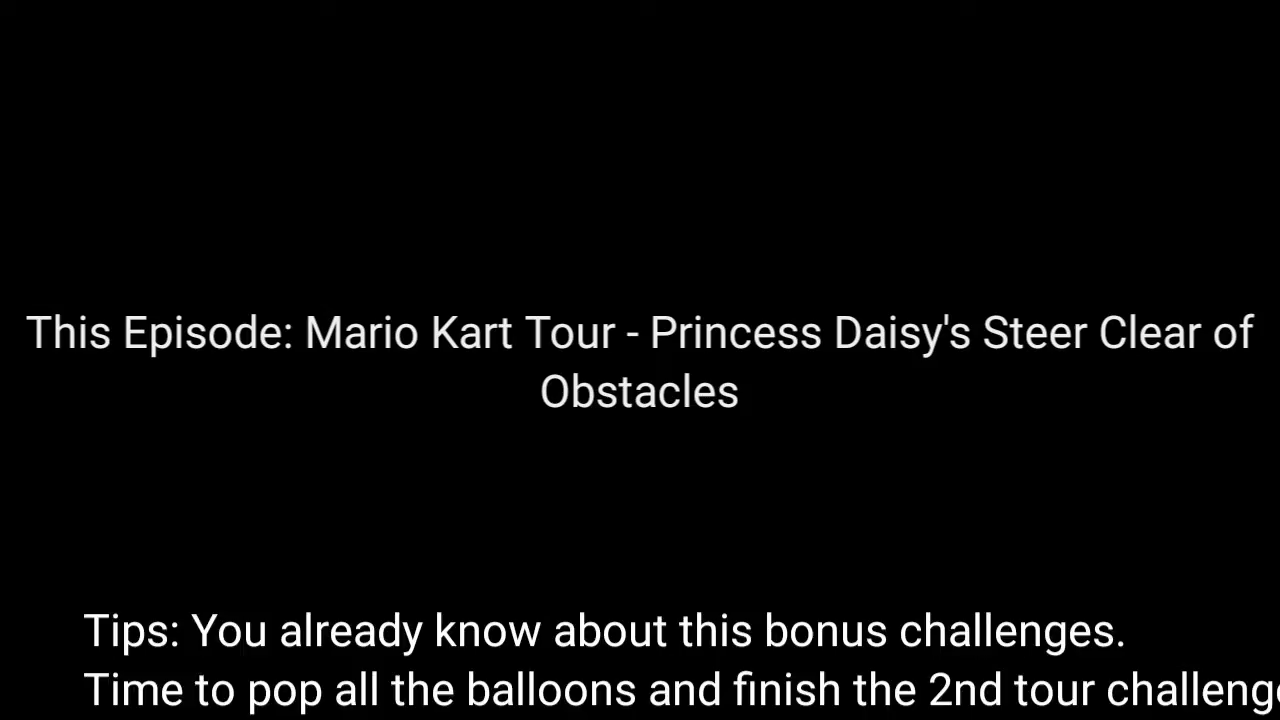 This Episode: Mario Kart Tour - Princess Daisy's Steer Clear of
Obstacles
Tips: You already know about this bonus challenges.
Time to pop all the balloons and finish the 2nd tour